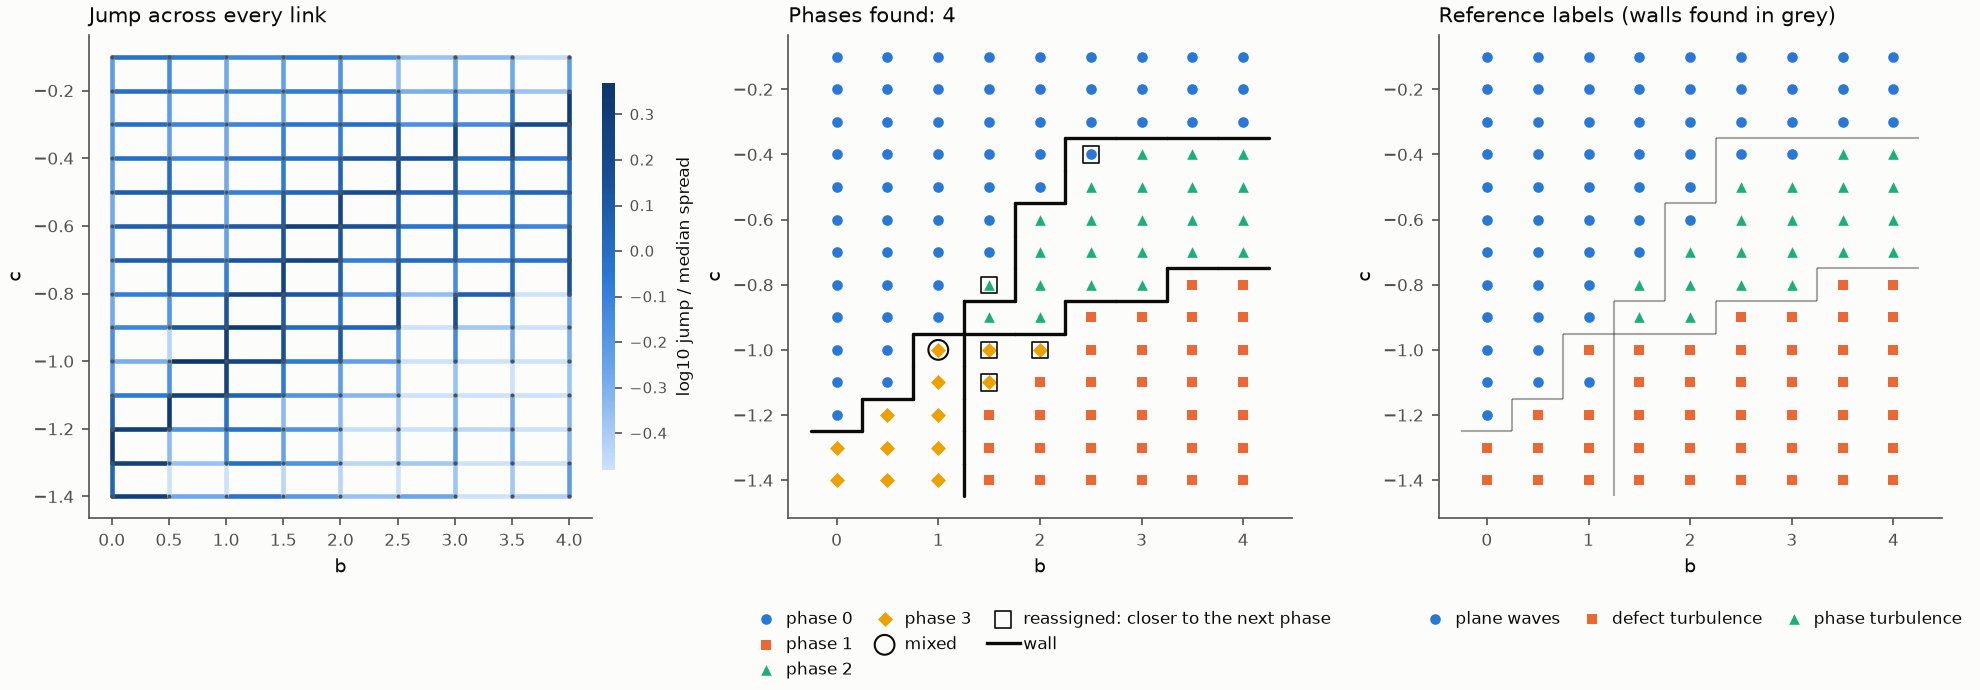 Jump across every link
−0.2
−0.4
−0.6
−0.8
−1.0
−1.2
−1.4
c
0.0 0.5 1.0 1.5 2.0 2.5 3.0 3.5 4.0
b
0.3
0.2
0.1
0.0
−0.1
−0.2
−0.3
−0.4
log10 jump / median spread
Phases found: 4
−0.2
−0.4
−0.6
−0.8
−1.0
−1.2
−1.4
c
0 1 2 3 4
b
phase 0
phase 1
phase 2
phase 3
mixed
reassigned: closer to the next phase
wall
Reference labels (walls found in grey)
−0.2
−0.4
−0.6
−0.8
−1.0
−1.2
−1.4
c
0 1 2 3 4
b
plane waves defect turbulence phase turbulence